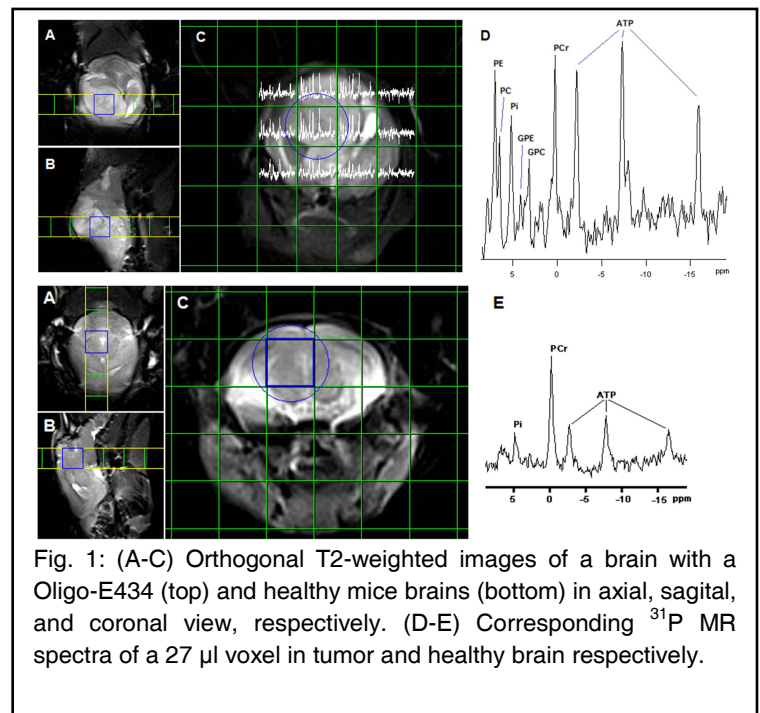 A
C
B
D
PE
PC
Pi
GPE
GPC
PCr
ATP
5 0 -5 -10 -15 ppm
A
C
B
E
Pi
PCr
ATP
5 0 -5 -10 -15 ppm
Fig. 1: (A-C) Orthogonal T2-weighted images of a brain with a
Oligo-E434 (top) and healthy mice brains (bottom) in axial, sagital,
and coronal view, respectively. (D-E) Corresponding ³¹P MR
spectra of a 27 µl voxel in tumor and healthy brain respectively.